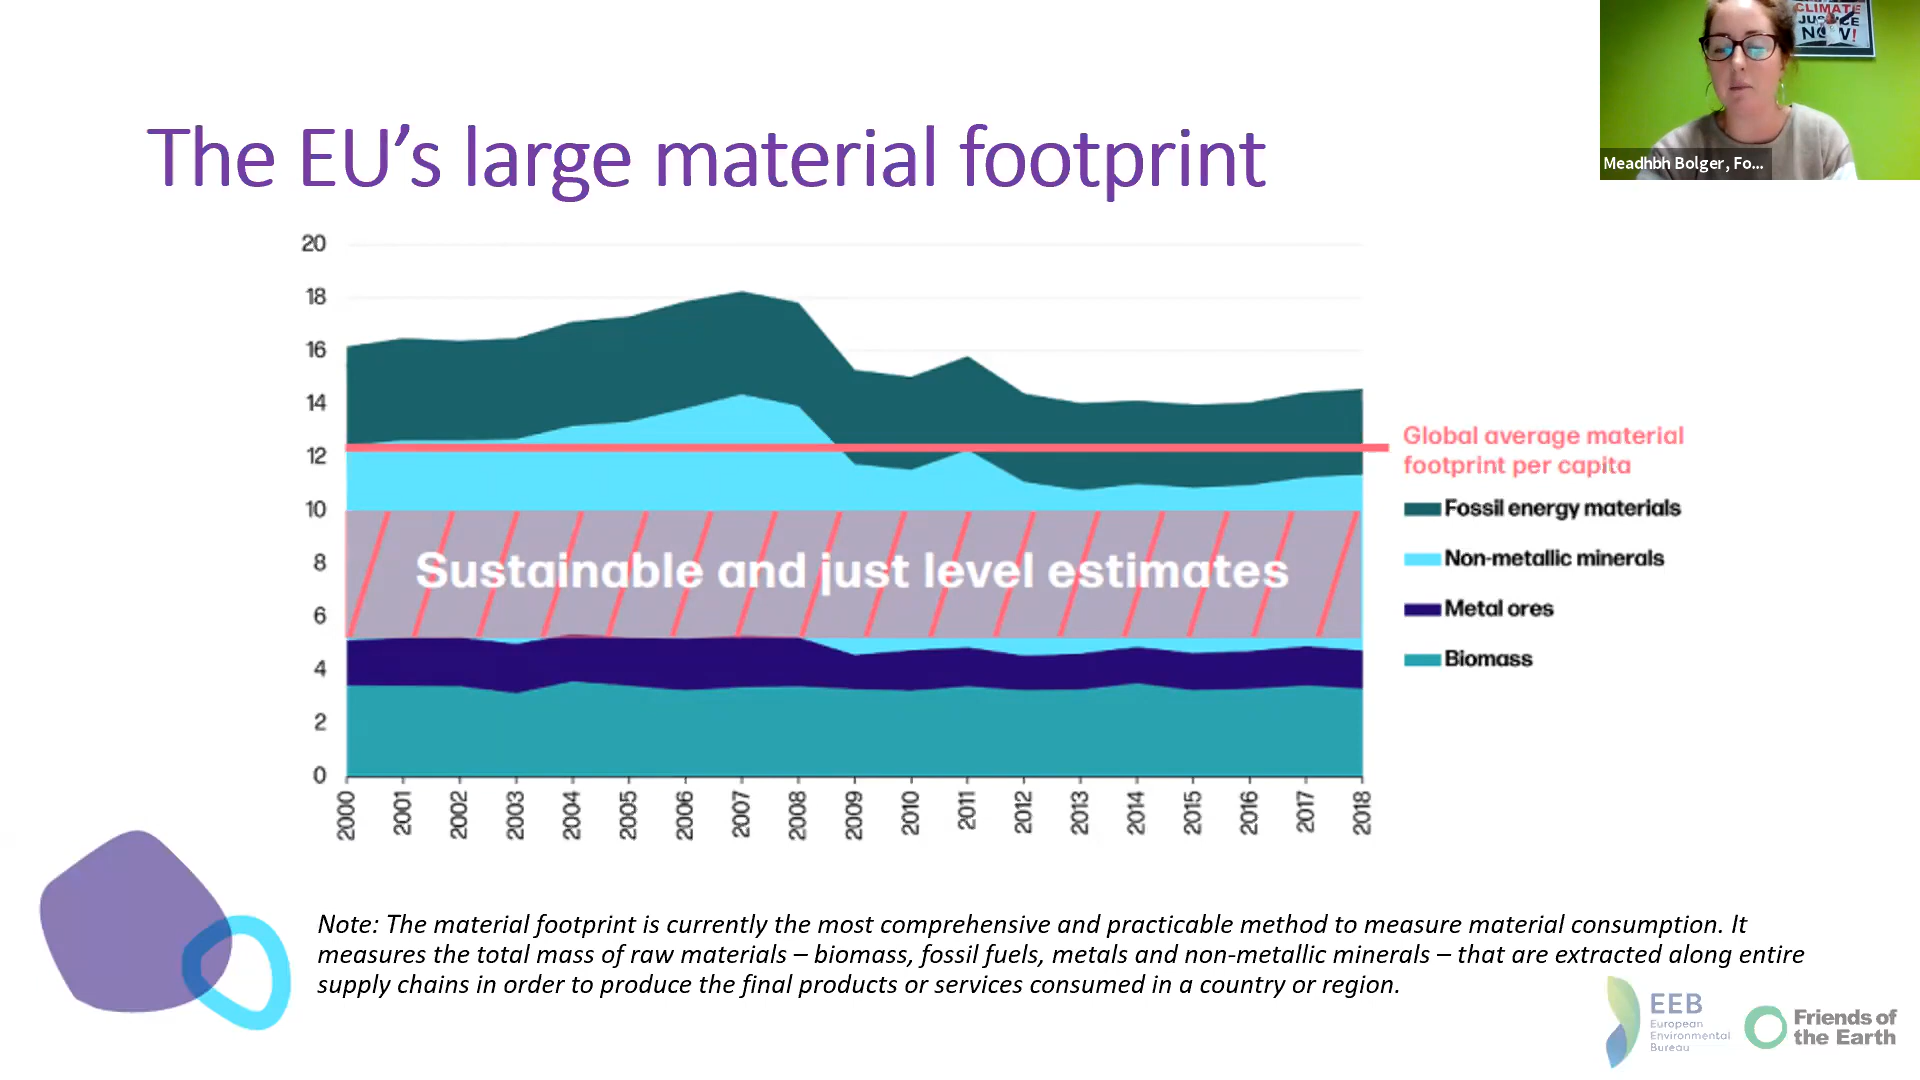 The EU's large material footprint
CLIMATE
JUSTICE
NOW!
Meadhbh Bolger, Fo...
20
18
16
14
12
10
8
6
4
2
0
Sustainable and just level estimates
2000
2001
2002
2003
2004
2005
2006
2007
2008
2009
2010
2011
2012
2013
2014
2015
2016
2017
2018
Global average material
footprint per capita
Fossil energy materials
Non-metallic minerals
Metal ores
Biomass
Note: The material footprint is currently the most comprehensive and practicable method to measure material consumption. It
measures the total mass of raw materials – biomass, fossil fuels, metals and non-metallic minerals – that are extracted along entire
supply chains in order to produce the final products or services consumed in a country or region.
EEB
European
Environmental
Bureau
Friends of
the Earth